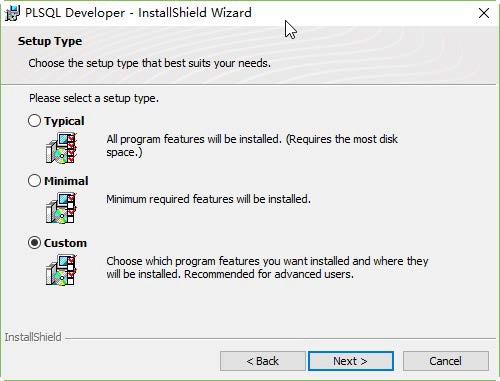 PLSQL Developer - InstallShield Wizard
Setup Type
Choose the setup type that best suits your needs.
Please select a setup type.
Typical
All program features will be installed. (Requires the most disk
space.)
Minimal
Minimum required features will be installed.
Custom
Choose which program features you want installed and where they
will be installed. Recommended for advanced users.
InstallShield
< Back
Next >
Cancel